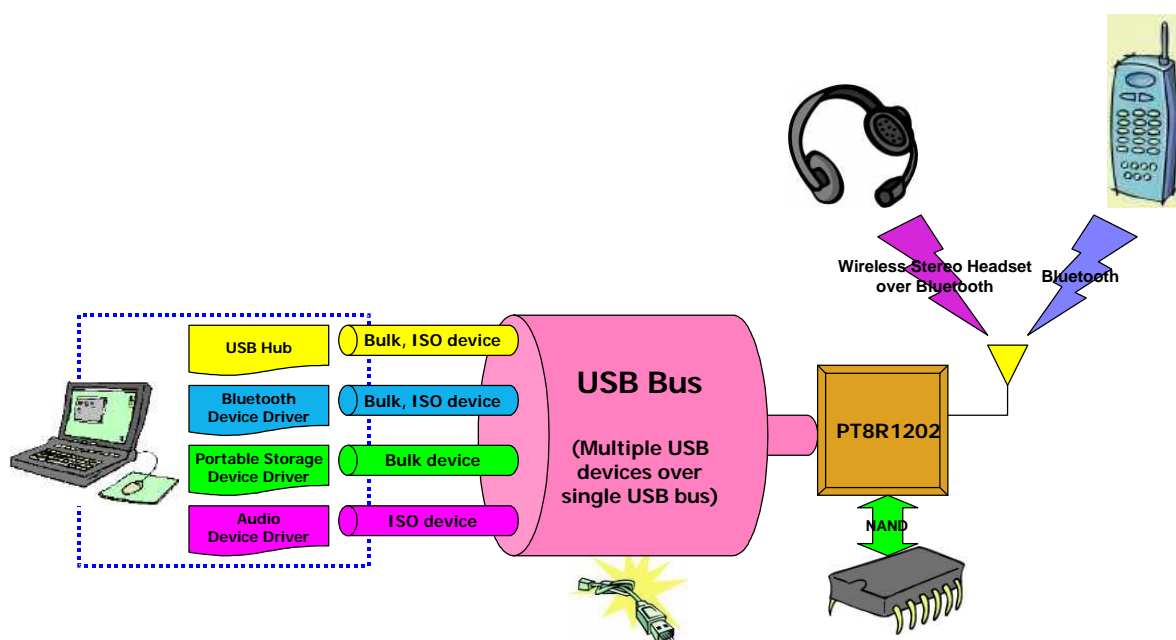 Wireless Stereo Headset
over Bluetooth
Bluetooth
USB Hub
Bulk, ISO device
Bluetooth
Device Driver
Bulk, ISO device
Portable Storage
Device Driver
Bulk device
Audio
Device Driver
ISO device
USB Bus
(Multiple USB
devices over
single USB bus)
PT8R1202
NAND